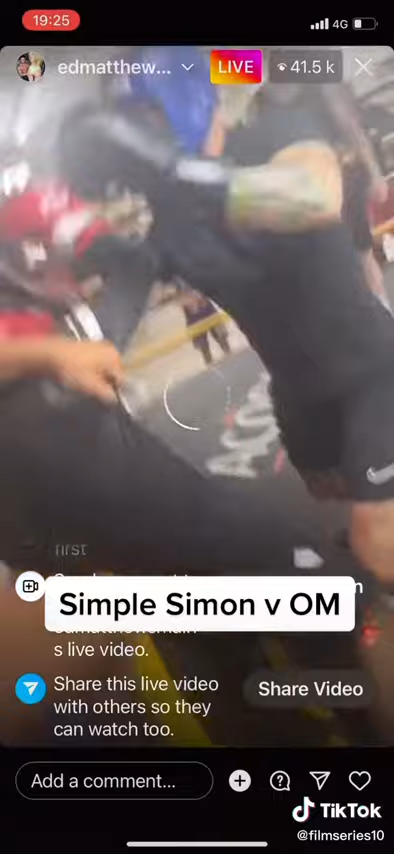 19:25
4G
edmatthew...
LIVE
41.5 k
first
Simple Simon v OM
s live video.
Share this live video
with others so they
can watch too.
Share Video
Add a comment...
TikTok
@filmseries10